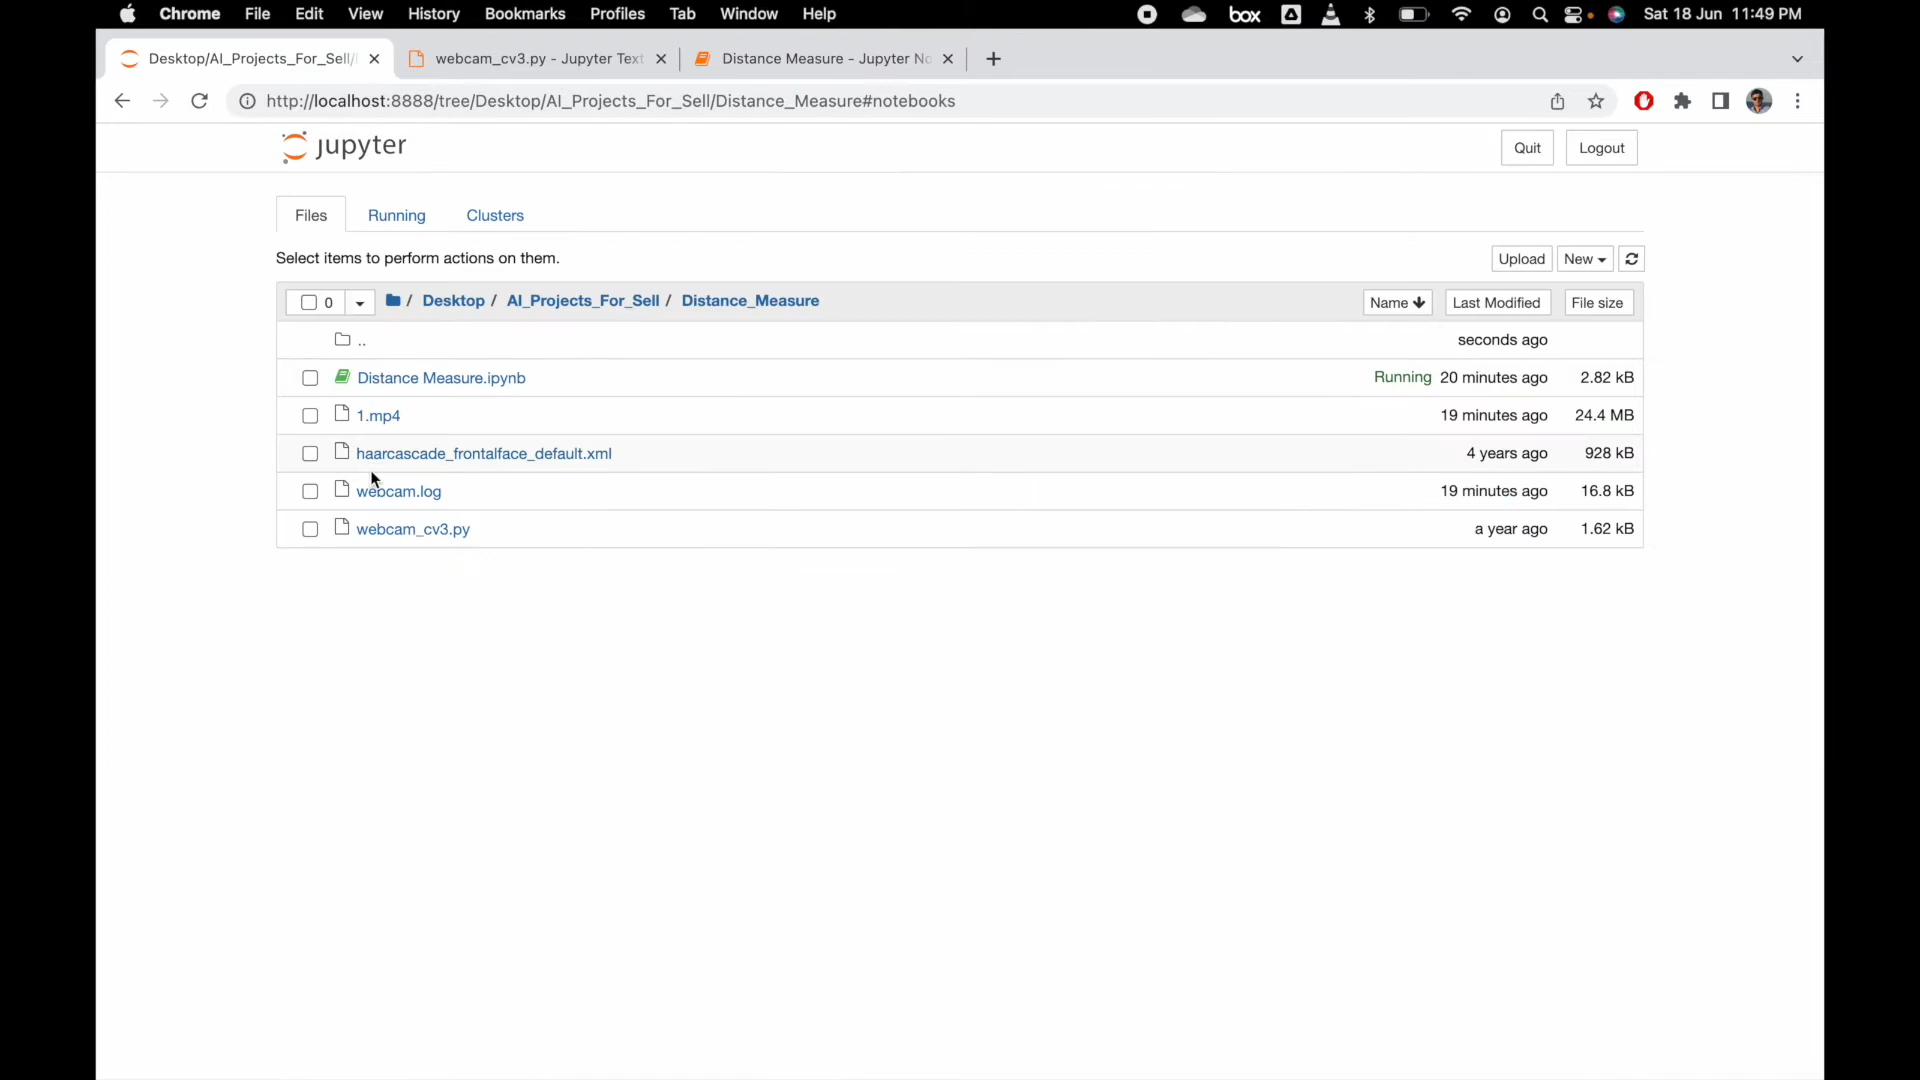 Chrome File Edit View History Bookmarks Profiles Tab Window Help box Sat 18 Jun 11:49 PM
Desktop/AI_Projects_For_Sell/ webcam_cv3.py - Jupyter Text Distance Measure - Jupyter No
http://localhost:8888/tree/Desktop/AI_Projects_For_Sell/Distance_Measure#notebooks
jupyter Quit Logout
Files Running Clusters
Select items to perform actions on them. Upload New
0 / Desktop / AI_Projects_For_Sell / Distance_Measure Name Last Modified File size
.. seconds ago
Distance Measure.ipynb Running 20 minutes ago 2.82 kB
1.mp4 19 minutes ago 24.4 MB
haarcascade_frontalface_default.xml 4 years ago 928 kB
webcam.log 19 minutes ago 16.8 kB
webcam_cv3.py a year ago 1.62 kB